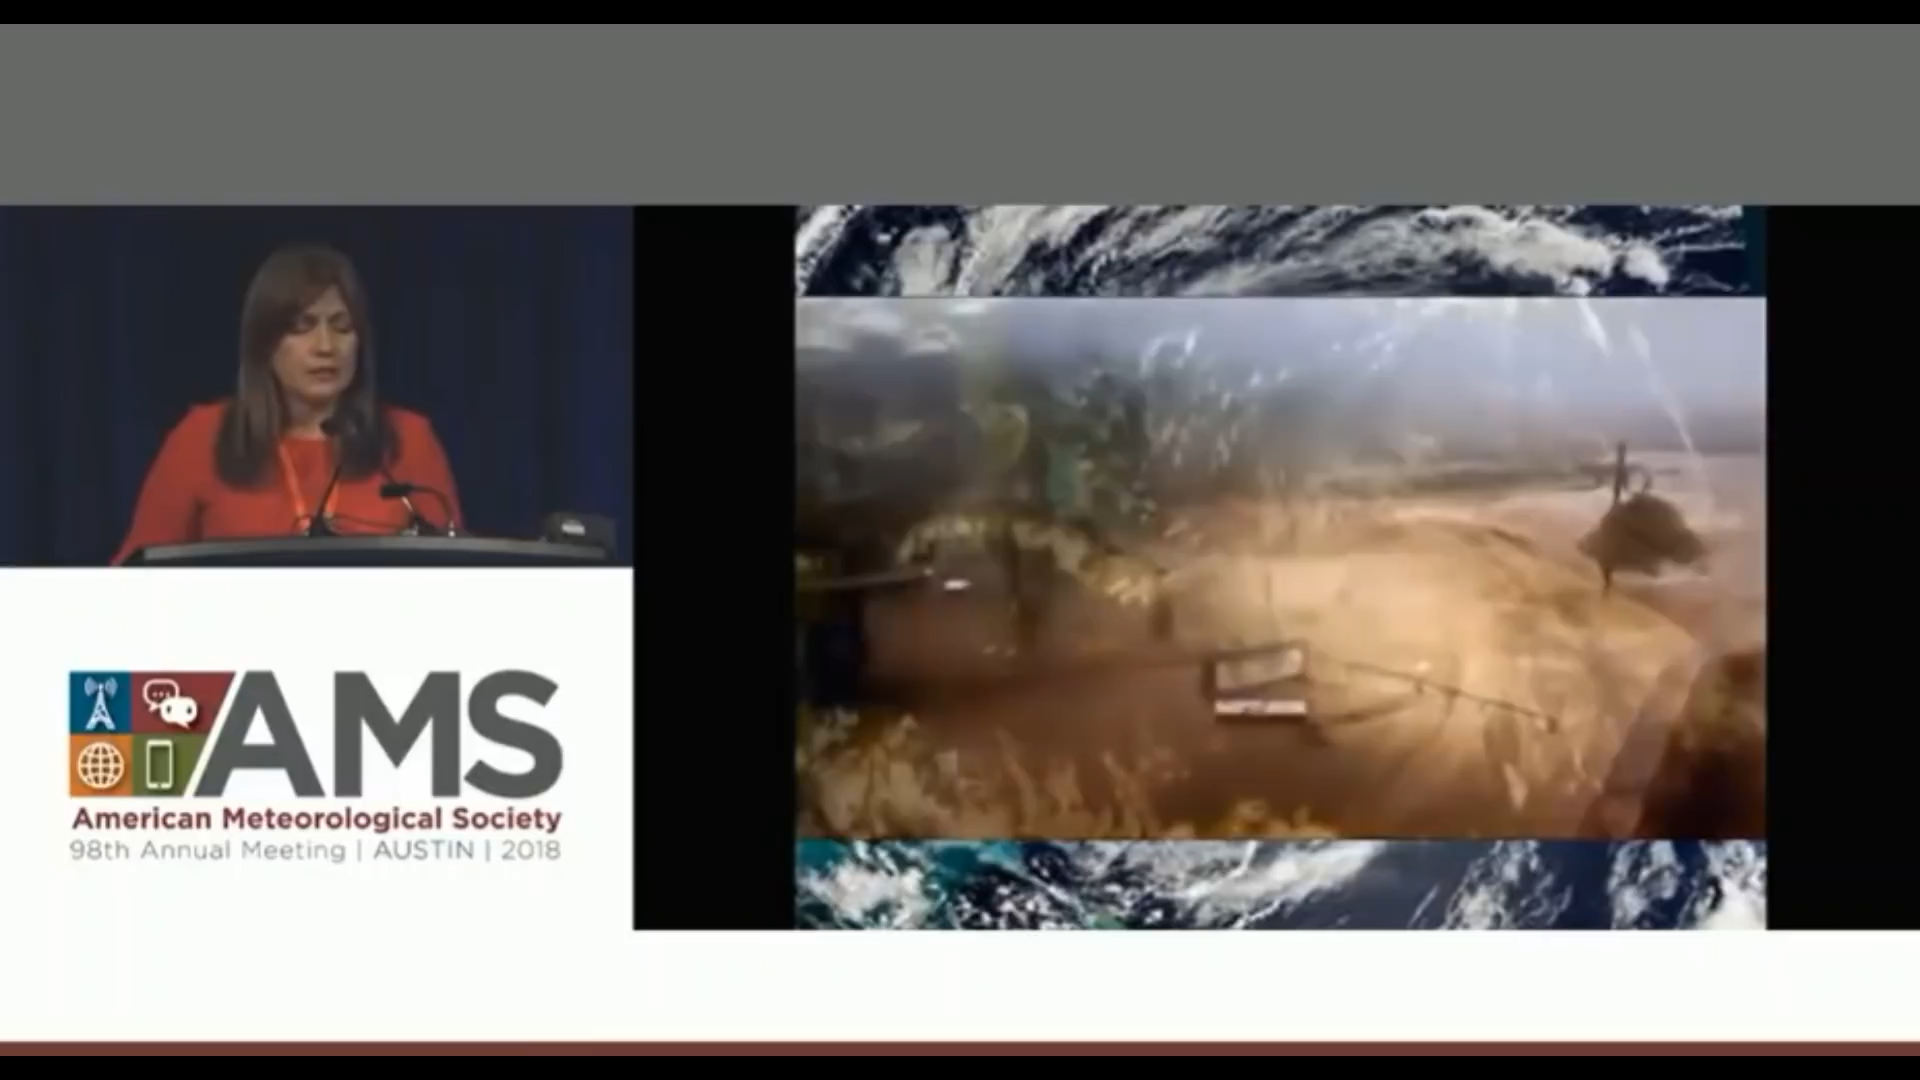 AMS
American Meteorological Society
98th Annual Meeting | AUSTIN | 2018